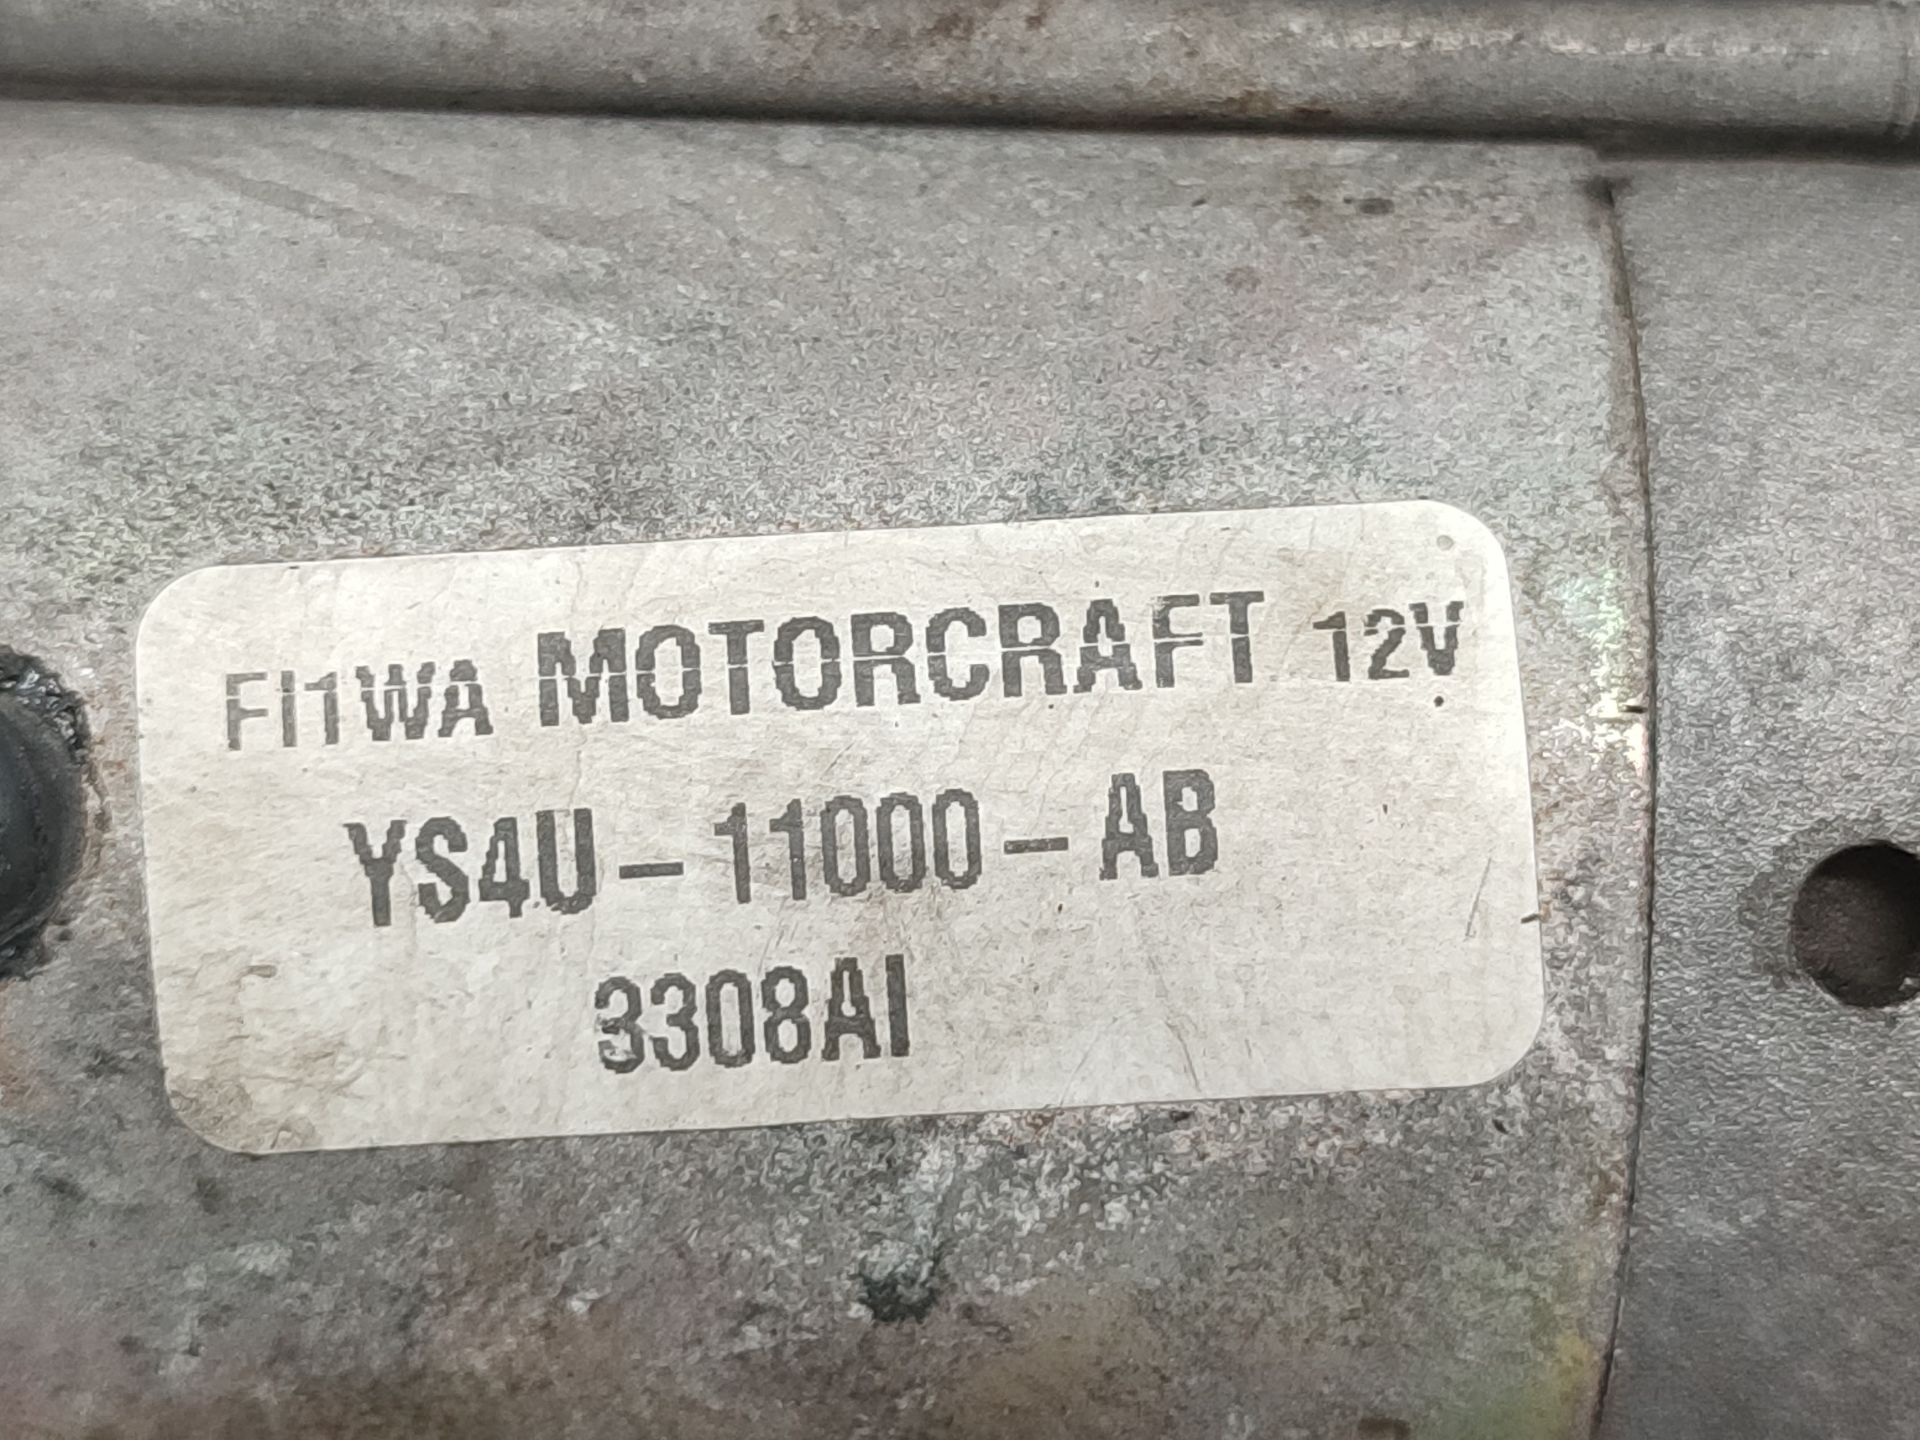 FI1WA MOTORCRAFT 12V
YS4U-11000-AB
3308AI